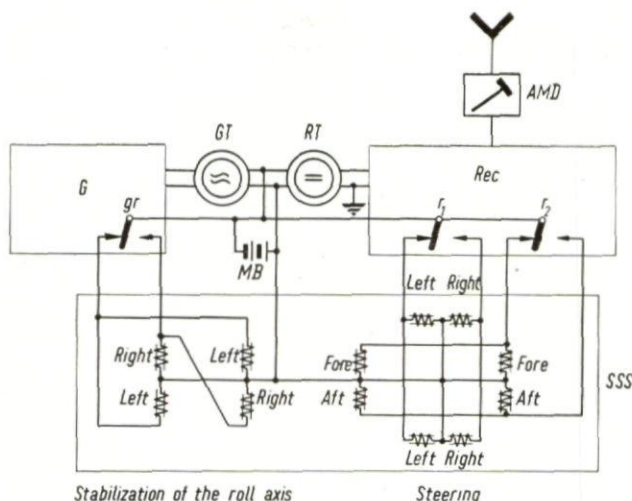 AMD
GT
RT
G
Rec
gr
r1
r2
MB
Left Right
Right
Left
Fore
Fore
SSS
Left
Right
Aft
Aft
Left Right
Stabilization of the roll axis
Steering